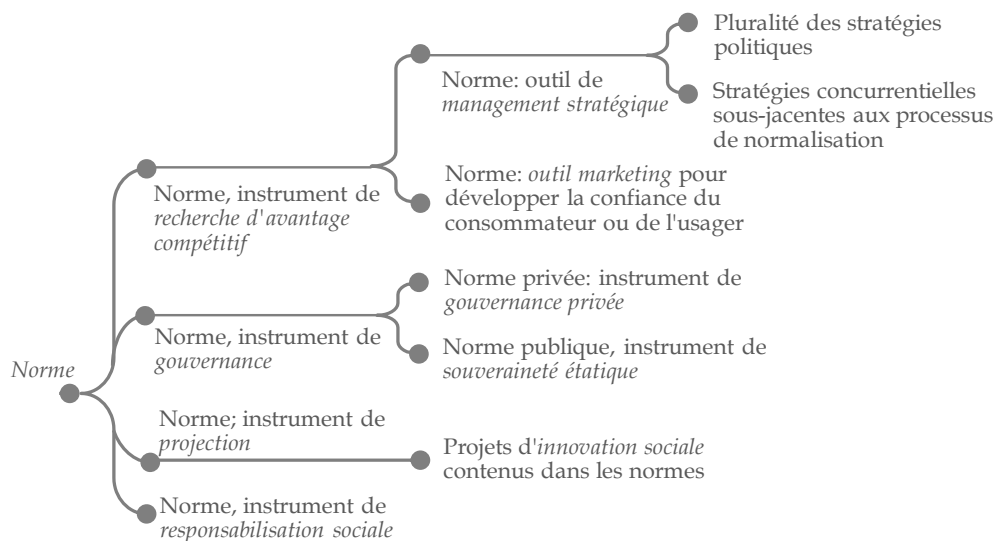 Pluralité des stratégies
politiques
Norme: outil de
management stratégique
Stratégies concurrentielles
sous-jacentes aux processus
de normalisation
Norme, instrument de
recherche d'avantage
compétitif
Norme: outil marketing pour
développer la confiance du
consommateur ou de l'usager
Norme privée: instrument de
gouvernance privée
Norme, instrument de
gouvernance
Norme publique, instrument de
souveraineté étatique
Norme
Norme; instrument de
projection
Projets d'innovation sociale
contenus dans les normes
Norme, instrument de
responsabilisation sociale